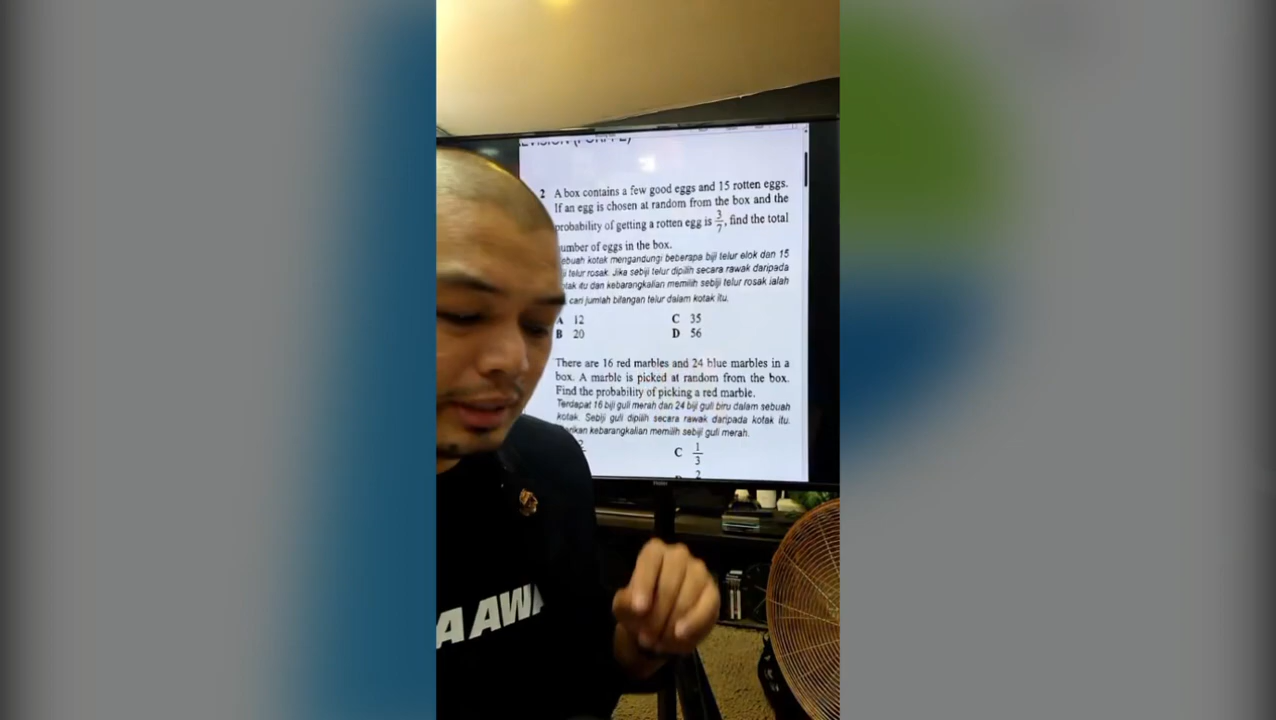 2 A box contains a few good eggs and 15 rotten eggs.
If an egg is chosen at random from the box and the
probability of getting a rotten egg is 3/7, find the total
umber of eggs in the box.
ebuah kotak mengandungi beberapa biji telur elok dan 15
ji telur rosak. Jika sebiji telur dipilih secara rawak daripada
otak itu dan kebarangkalian memilih sebiji telur rosak ialah
cari jumlah bilangan telur dalam kotak itu.
A 12 C 35
B 20 D 56
There are 16 red marbles and 24 blue marbles in a
box. A marble is picked at random from the box.
Find the probability of picking a red marble.
Terdapat 16 biji guli merah dan 24 biji guli biru dalam sebuah
kotak. Sebiji guli dipilih secara rawak daripada kotak itu.
arikan kebarangkalian memilih sebiji guli merah.
C 1/3
A AWA